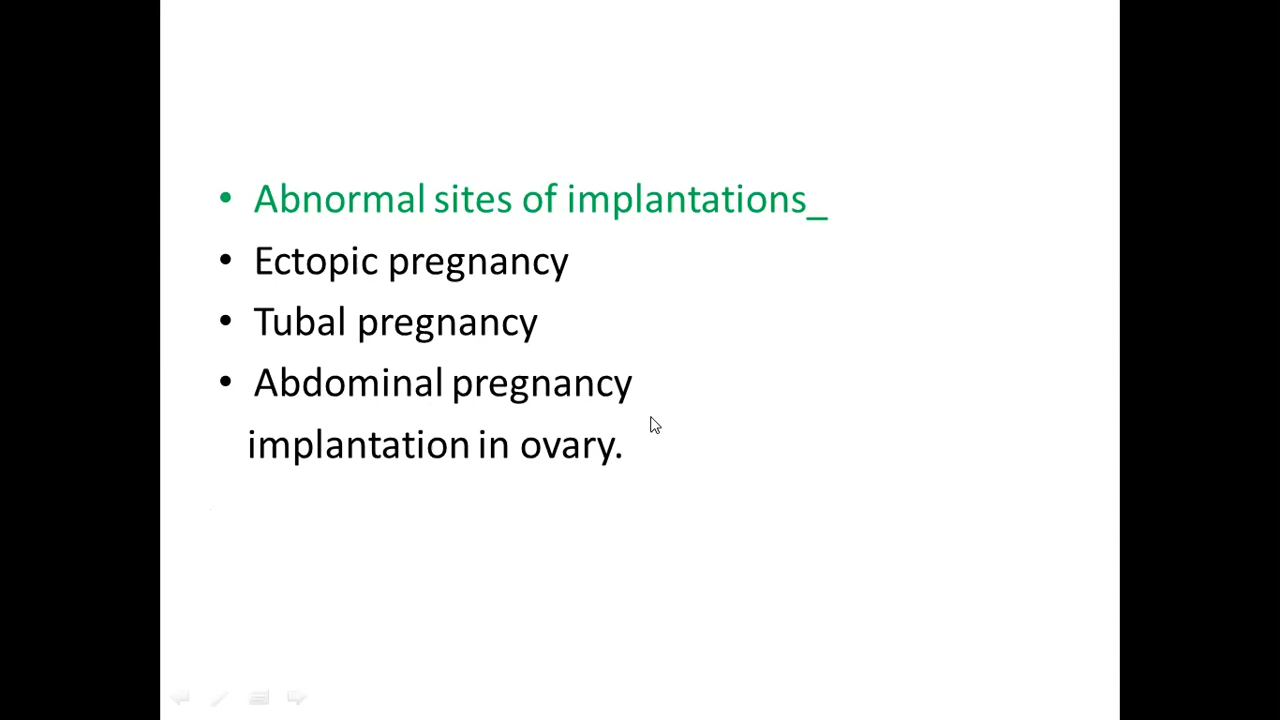 • Abnormal sites of implantations_
• Ectopic pregnancy
• Tubal pregnancy
• Abdominal pregnancy
implantation in ovary.